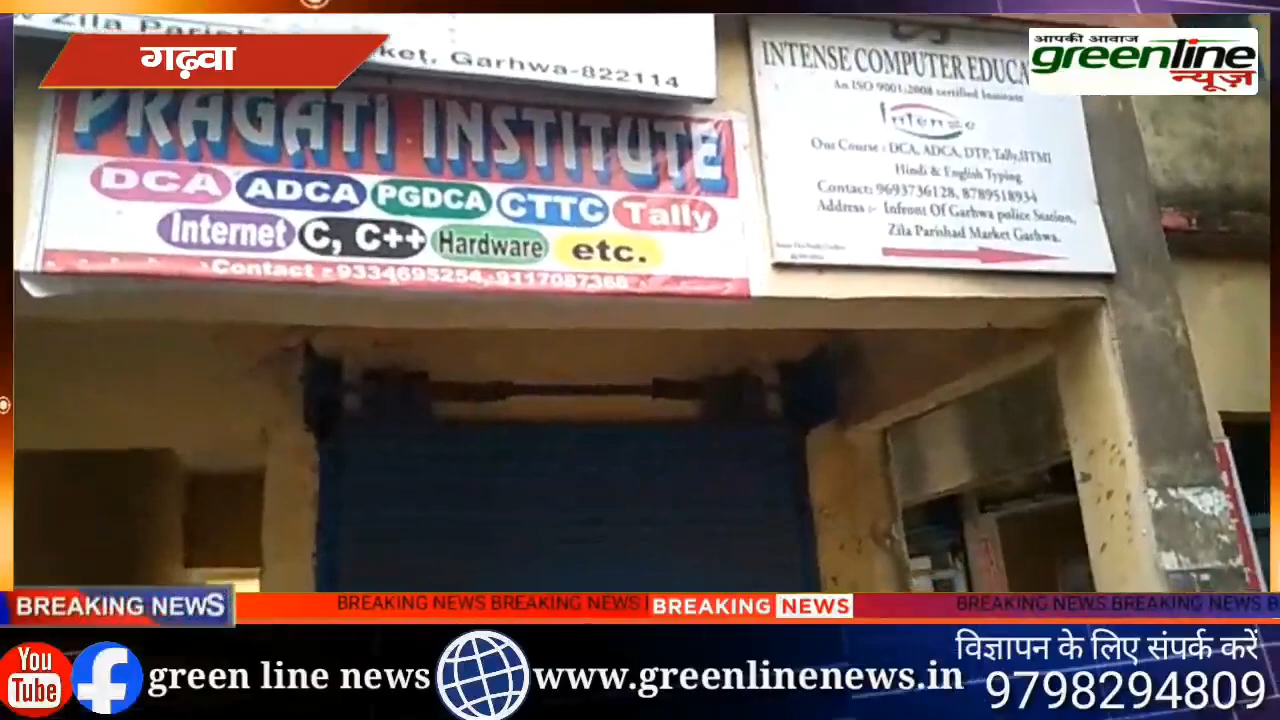 Zila Parishad
गढ़वा
ket, Garhwa-822114
PRAGATI INSTITUTE
DCA ADCA PGDCA CTTC Tally
Internet C, C++ Hardware etc.
Contact :-9334695254, 9117087368
INTENSE COMPUTER EDUCA
An ISO 9001:2008 certified Institute
Intense
Our Course : DCA, ADCA, DTP, Tally,IITMI
Hindi & English Typing
Contact: 9693736128, 8789518934
Address :- Infront Of Garhwa police Station,
Zila Parishad Market Garhwa.
आपकी आवाज
greenline
न्यूज़
BREAKING NEWS
BREAKING NEWS BREAKING NEWS
BREAKING NEWS
BREAKING NEWS BREAKING NEWS B
You Tube
green line news
www.greenlinenews.in
विज्ञापन के लिए संपर्क करें
9798294809